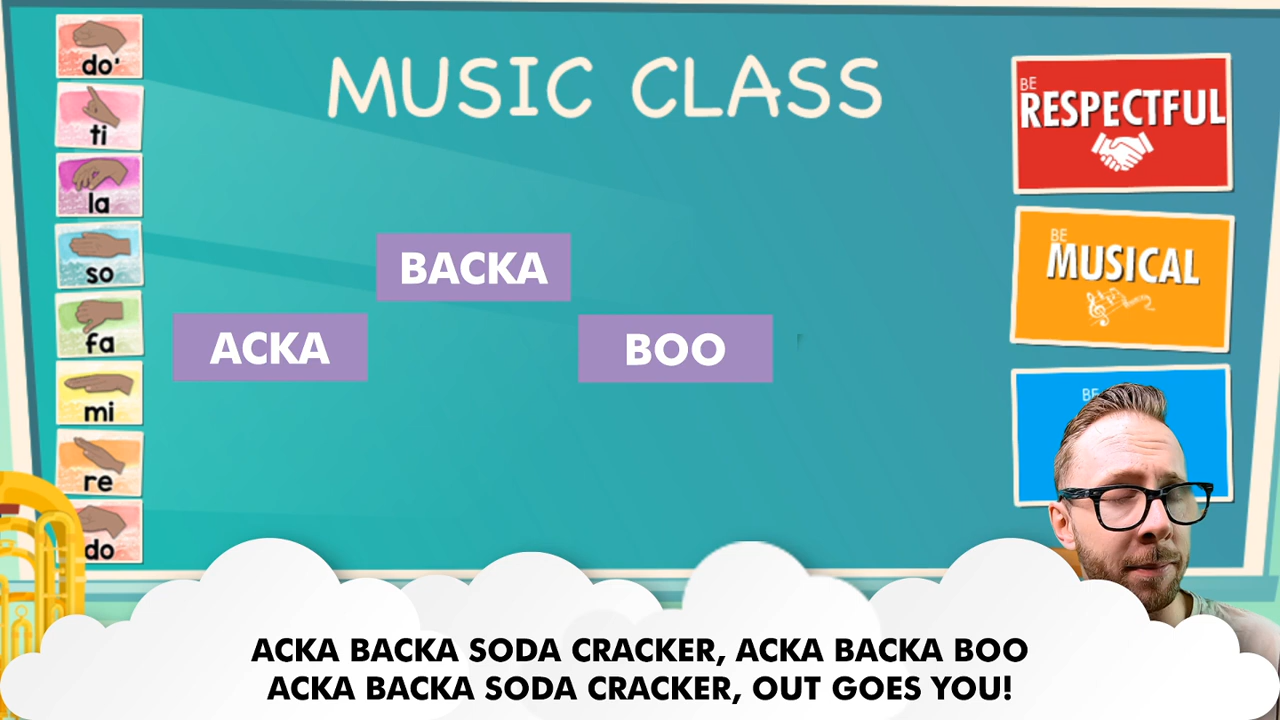 MUSIC CLASS
do'
ti
la
so
fa
mi
re
do
BACKA
ACKA
BOO
BE
RESPECTFUL
BE
MUSICAL
BE
ACKA BACKA SODA CRACKER, ACKA BACKA BOO
ACKA BACKA SODA CRACKER, OUT GOES YOU!